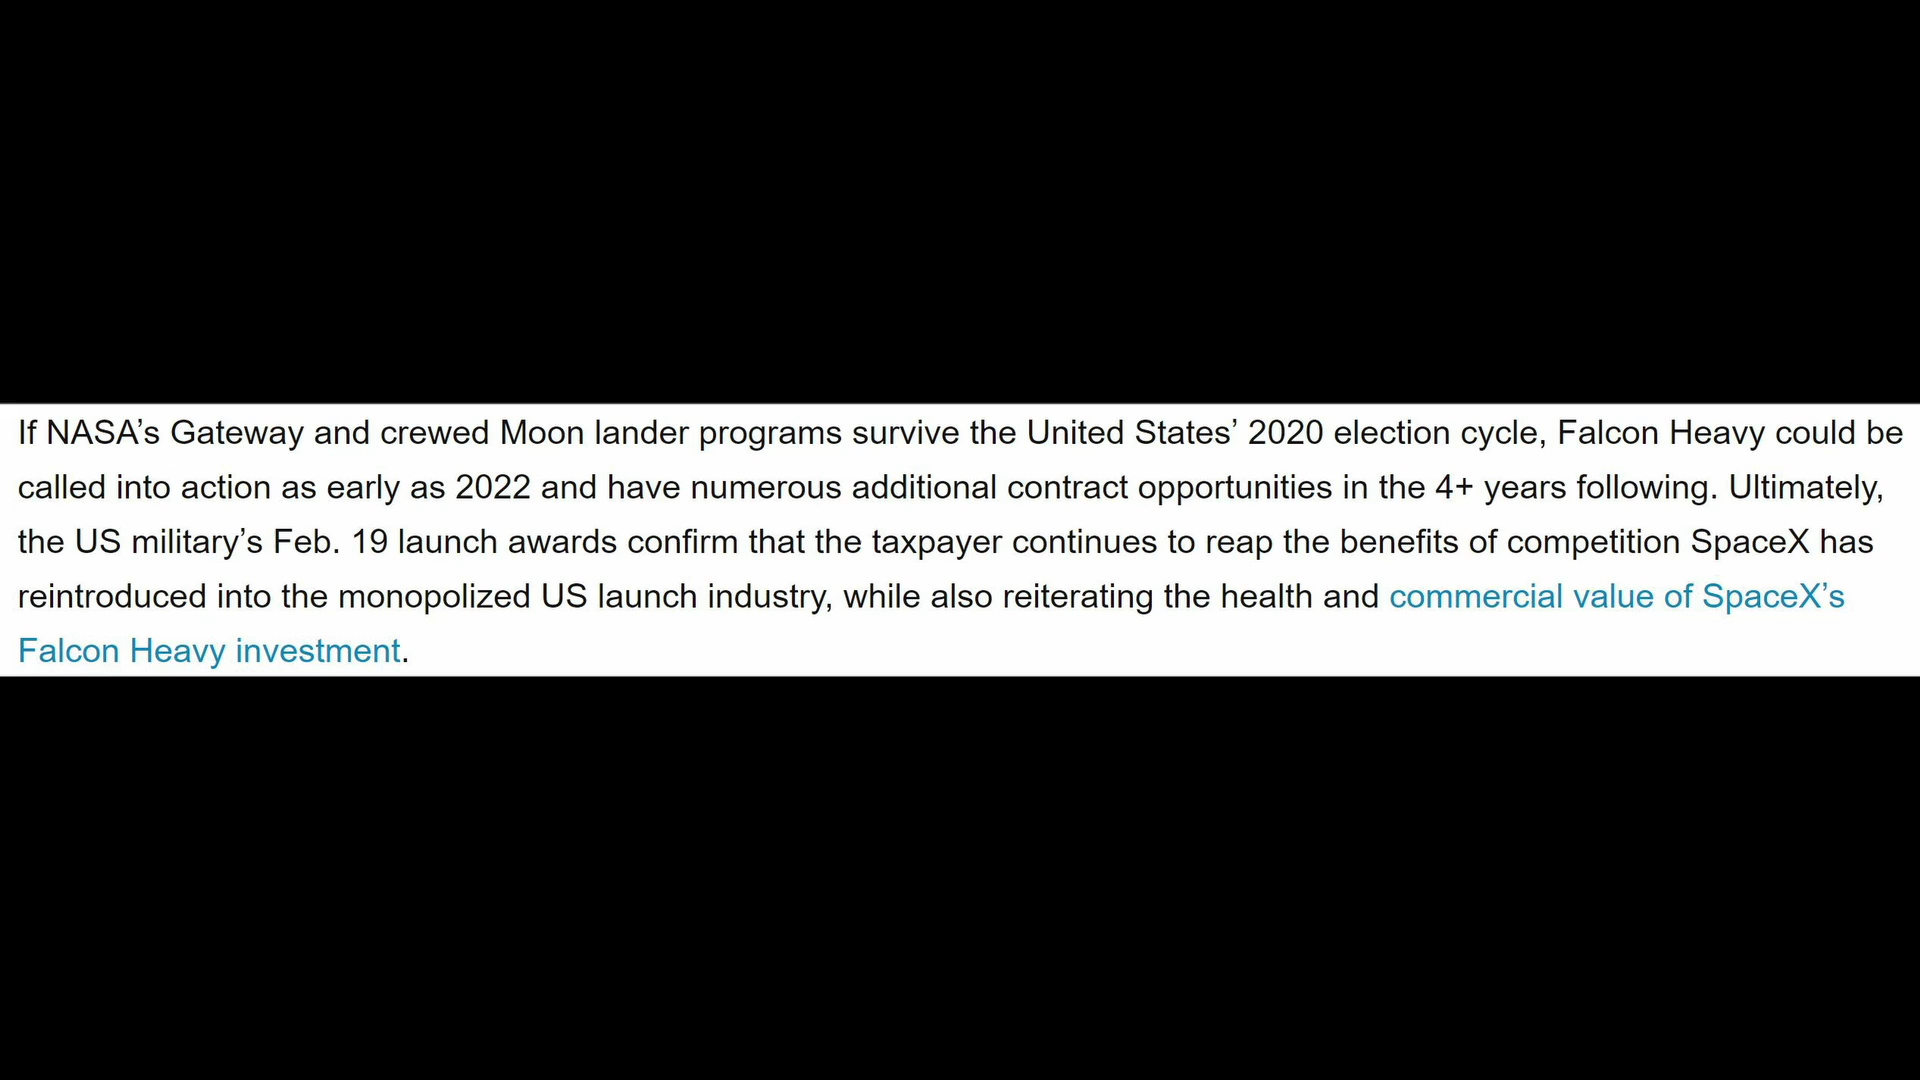 If NASA’s Gateway and crewed Moon lander programs survive the United States’ 2020 election cycle, Falcon Heavy could be
called into action as early as 2022 and have numerous additional contract opportunities in the 4+ years following. Ultimately,
the US military’s Feb. 19 launch awards confirm that the taxpayer continues to reap the benefits of competition SpaceX has
reintroduced into the monopolized US launch industry, while also reiterating the health and commercial value of SpaceX’s
Falcon Heavy investment.